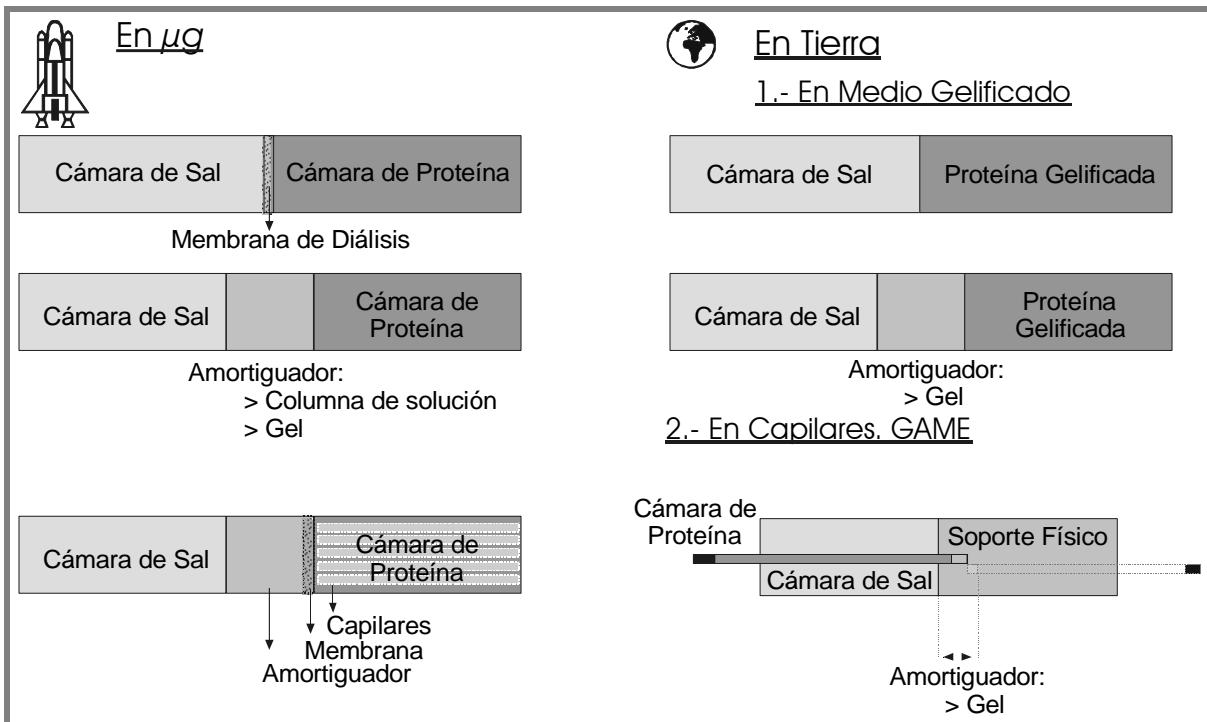 En µg
Cámara de Sal
Cámara de Proteína
Membrana de Diálisis
Cámara de Sal
Cámara de
Proteína
Amortiguador:
> Columna de solución
> Gel
Cámara de Sal
Cámara de
Proteína
Capilares
Membrana
Amortiguador
En Tierra
1.- En Medio Gelificado
Cámara de Sal
Proteína Gelificada
Cámara de Sal
Proteína
Gelificada
Amortiguador:
> Gel
2.- En Capilares. GAME
Cámara de
Proteína
Soporte Físico
Cámara de Sal
Amortiguador:
> Gel